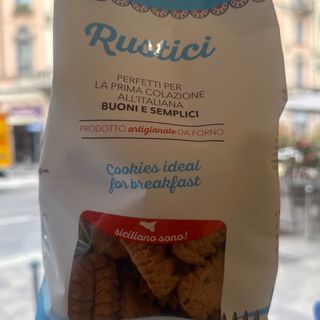 Rustici
PERFETTI PER
LA PRIMA COLAZIONE
ALL'ITALIANA
BUONI E SEMPLICI
PRODOTTO artigianale DA FORNO
Cookies ideal
for breakfast
siciliano sono!